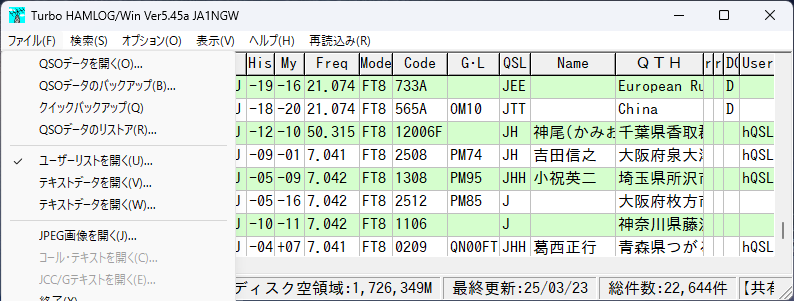 Turbo HAMLOG/Win Ver5.45a JA1NGW
ファイル(F) 検索(S) オプション(O) 表示(V) ヘルプ(H) 再読込み(R)
QSOデータを開く(O)...
QSOデータのバックアップ(B)...
クイックバックアップ(Q)
QSOデータのリストア(R)...
ユーザーリストを開く(U)...
テキストデータを開く(V)...
テキストデータを開く(W)...
JPEG画像を開く(J)...
コール・テキストを開く(C)...
JCC/Gテキストを開く(E)...
His My Freq Mode Code G・L QSL Name QTH r r DC User
J -19 -16 21.074 FT8 733A JEE European Ru D
J -18 -20 21.074 FT8 565A OM10 JTT China D
J -12 -10 50.315 FT8 12006F JH 神尾(かみお 千葉県香取 hQSL
J -09 -01 7.041 FT8 2508 PM74 JH 吉田信之 大阪府泉大 hQSL
J -05 -09 7.042 FT8 1308 PM95 JHH 小祝英二 埼玉県所沢 hQSL
J -05 -16 7.042 FT8 2512 PM85 J 大阪府枚方
J -10 -11 7.042 FT8 1106 J 神奈川県藤
J -04 +07 7.041 FT8 0209 QN00FT JHH 葛西正行 青森県つが hQSL
ディスク空領域:1,726,349M 最終更新:25/03/23 総件数:22,644件 【共有